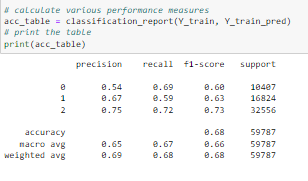 # calculate various performance measures
acc_table = classification_report(Y_train, Y_train_pred)
# print the table
print(acc_table)
precision recall f1-score support
0 0.54 0.69 0.60 10407
1 0.67 0.59 0.63 16824
2 0.75 0.72 0.73 32556
accuracy 0.68 59787
macro avg 0.65 0.67 0.66 59787
weighted avg 0.69 0.68 0.68 59787